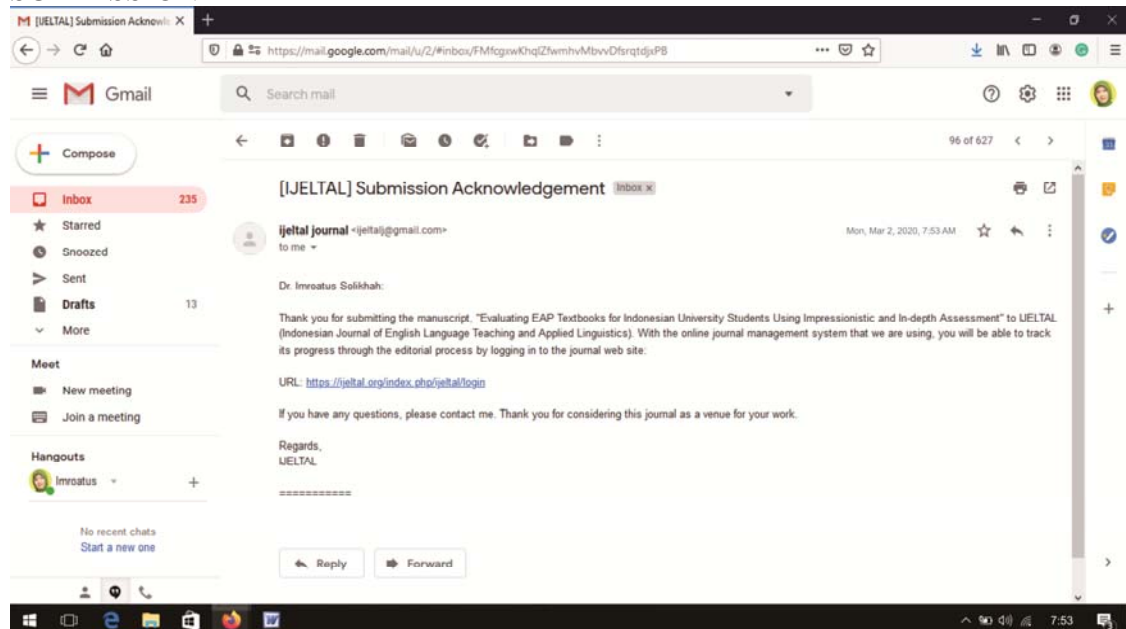 [IJELTAL] Submission Acknowle
https://mail.google.com/mail/u/2/#inbox/FMfcgxwKhqlZfwmhvMbvvDfsrqtdjxPB
Gmail
Search mail
Compose
96 of 627
[IJELTAL] Submission Acknowledgement Inbox x
Inbox 235
Starred
ijeltal journal <ijeltalj@gmail.com> Mon, Mar 2, 2020, 7:53 AM
to me
Snoozed
Sent
Dr. Imroatus Solikhah:
Drafts 13
More
Thank you for submitting the manuscript, "Evaluating EAP Textbooks for Indonesian University Students Using Impressionistic and In-depth Assessment" to IJELTAL
(Indonesian Journal of English Language Teaching and Applied Linguistics). With the online journal management system that we are using, you will be able to track
its progress through the editorial process by logging in to the journal web site:
Meet
New meeting
Join a meeting
URL: https://ijeltal.org/index.php/ijeltal/login
If you have any questions, please contact me. Thank you for considering this journal as a venue for your work.
Regards,
IJELTAL
===========
Hangouts
Imroatus
No recent chats
Start a new one
Reply
Forward
7:53